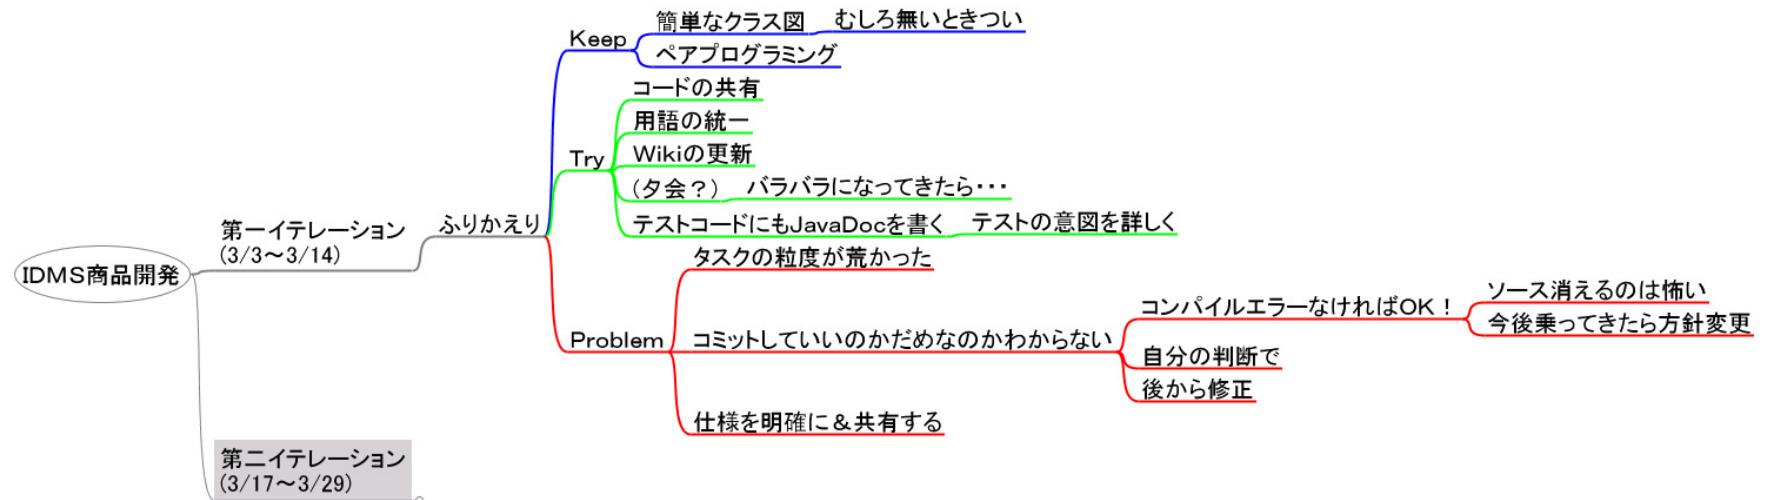 IDMS商品開発
第一イテレーション
(3/3～3/14)
ふりかえり
Keep
簡単なクラス図
むしろ無いときつい
ペアプログラミング
Try
コードの共有
用語の統一
Wikiの更新
(夕会？)
バラバラになってきたら・・・
テストコードにもJavaDocを書く
テストの意図を詳しく
Problem
タスクの粒度が荒かった
コミットしていいのかだめなのかわからない
コンパイルエラーなければOK！
ソース消えるのは怖い
今後乗ってきたら方針変更
自分の判断で
後から修正
仕様を明確に＆共有する
第二イテレーション
(3/17～3/29)